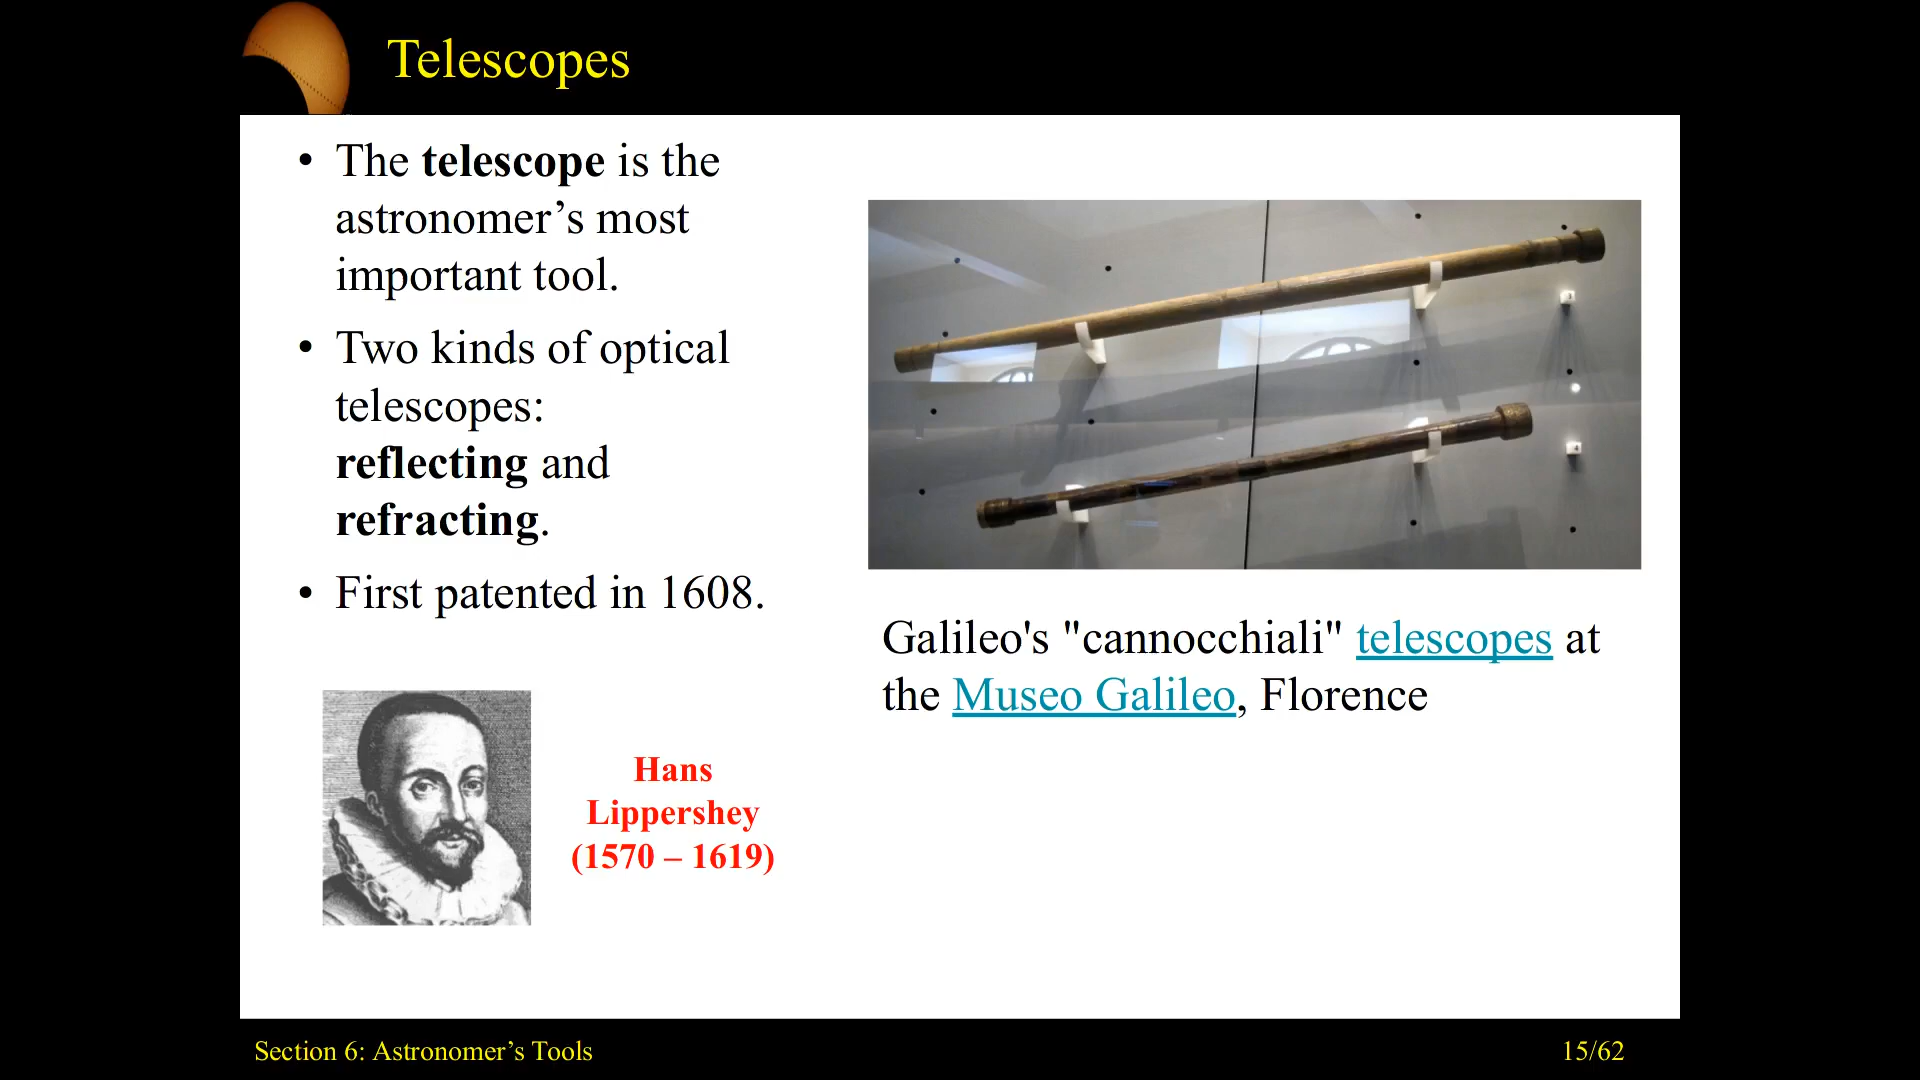 Telescopes
• The telescope is the
astronomer’s most
important tool.
• Two kinds of optical
telescopes:
reflecting and
refracting.
• First patented in 1608.
Galileo's "cannocchiali" telescopes at
the Museo Galileo, Florence
Hans
Lippershey
(1570 – 1619)
Section 6: Astronomer’s Tools
15/62